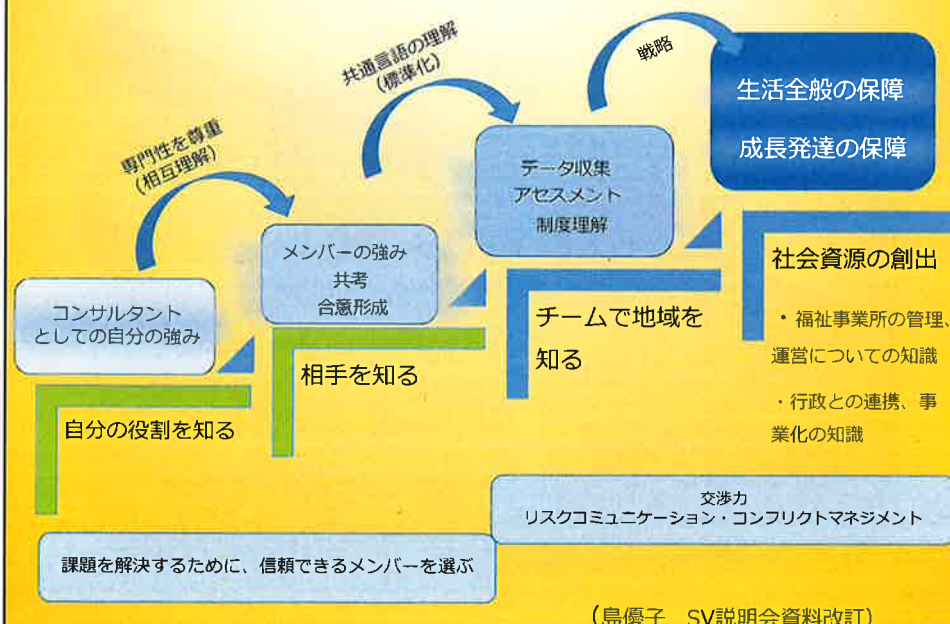 専門性を尊重
(相互理解)
共通言語の理解
(標準化)
戦略
生活全般の保障
成長発達の保障
データ収集
アセスメント
制度理解
メンバーの強み
共考
合意形成
コンサルタント
としての自分の強み
自分の役割を知る
相手を知る
チームで地域を
知る
社会資源の創出
・福祉事業所の管理、
運営についての知識
・行政との連携、事
業化の知識
交渉力
リスクコミュニケーション・コンフリクトマネジメント
課題を解決するために、信頼できるメンバーを選ぶ
(島優子 SV説明会資料改訂)